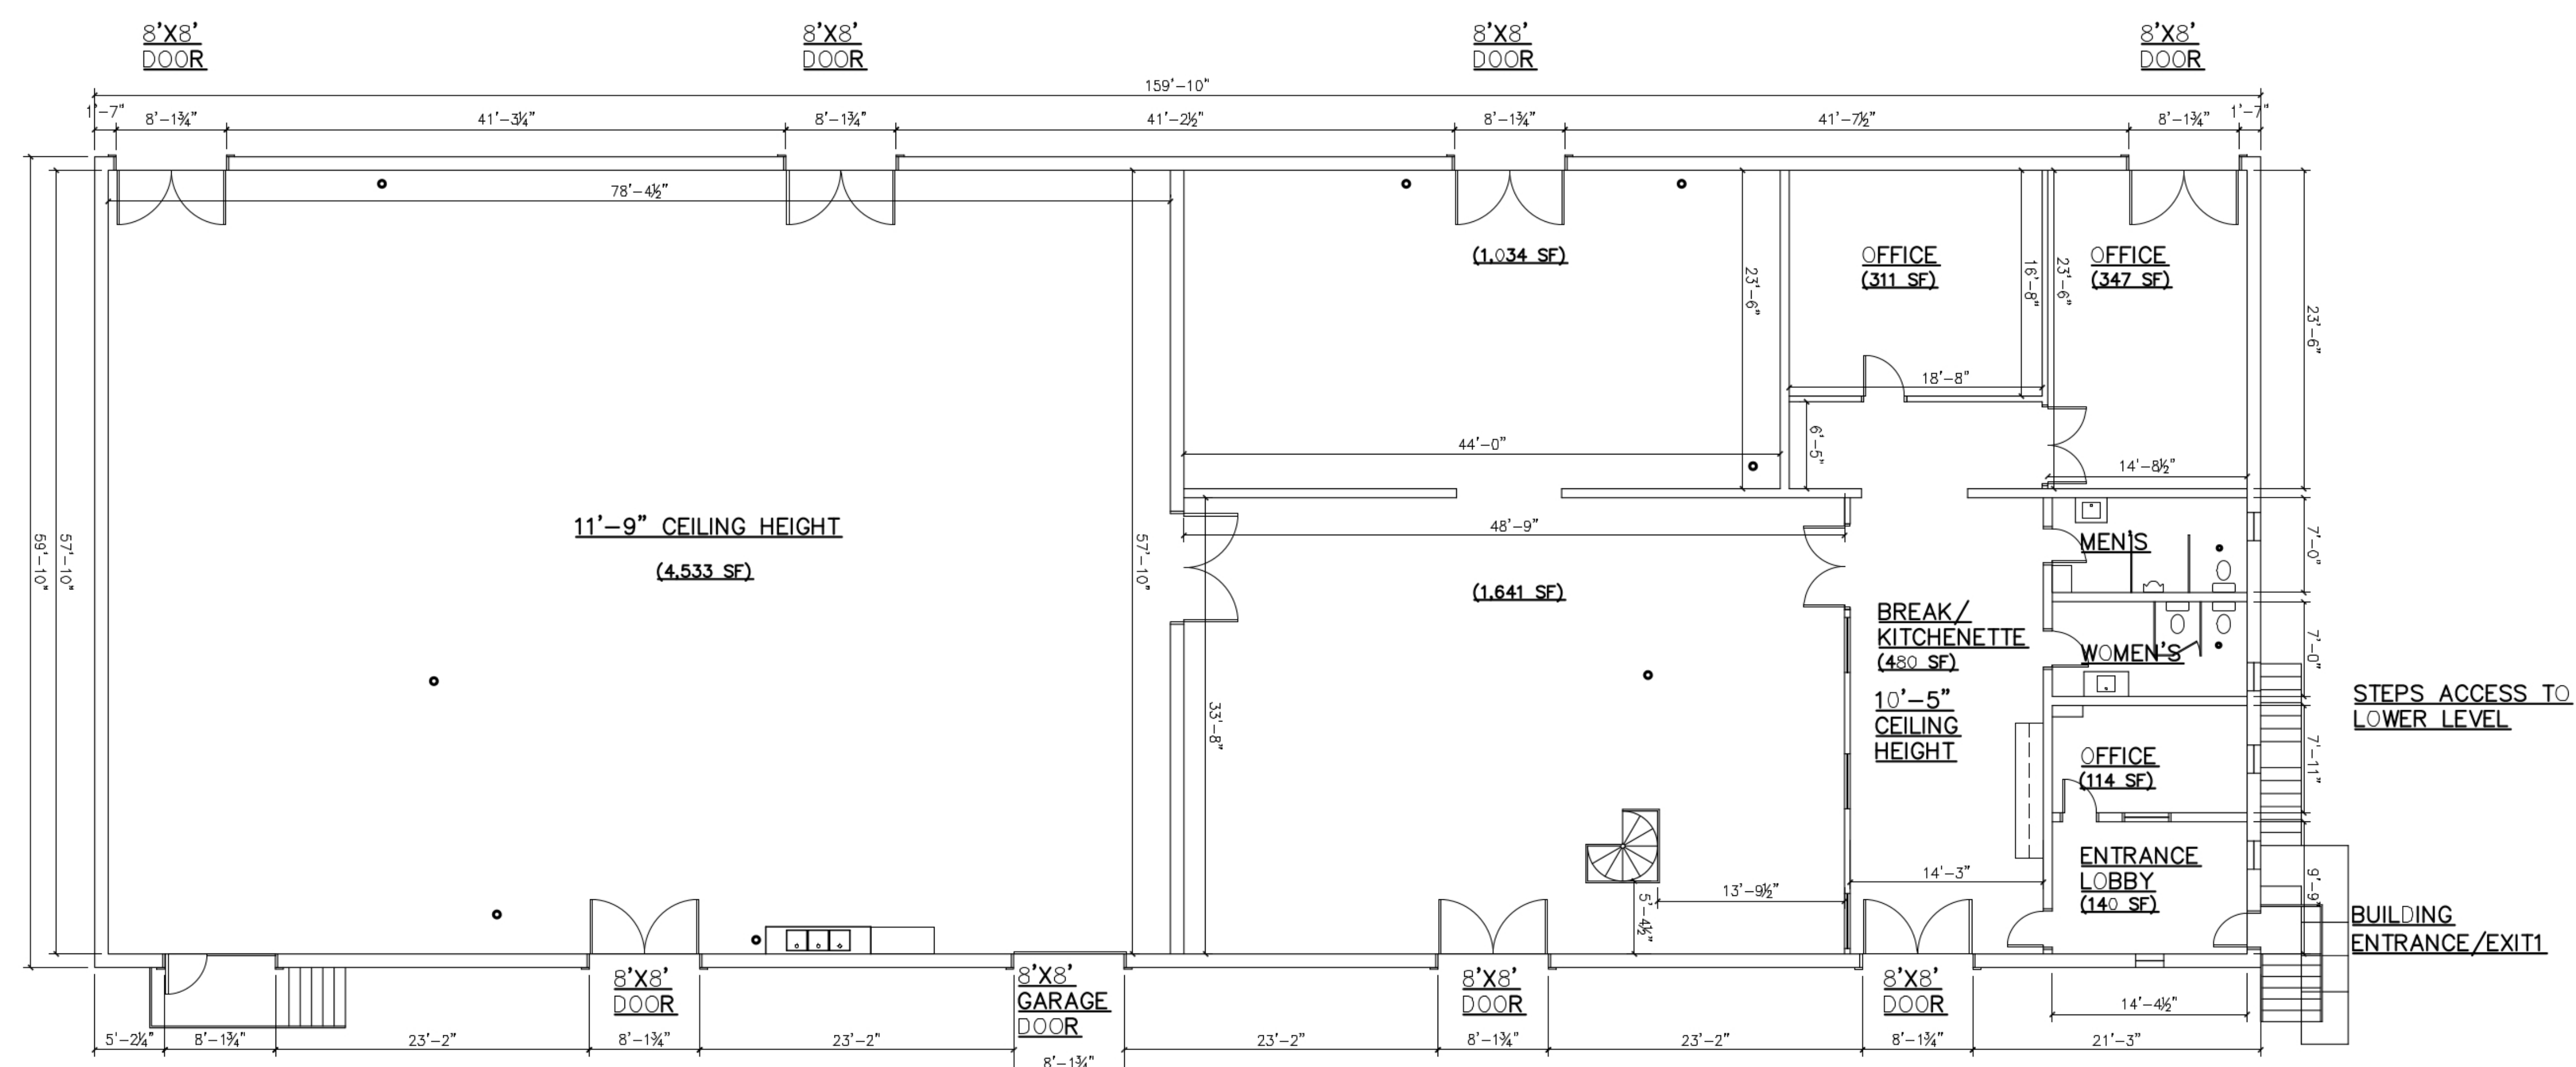 8'X8'
DOOR
8'X8'
DOOR
8'X8'
DOOR
8'X8'
DOOR
159'-10"
1'-7"
8'-1¾"
41'-3¼"
8'-1¾"
41'-2½"
8'-1¾"
41'-7½"
8'-1¾"
1'-7"
78'-4½"
(1,034 SF)
23'-6"
OFFICE
(311 SF)
16'-8"
23'-6"
OFFICE
(347 SF)
23'-6"
18'-8"
44'-0"
6'-5"
14'-8½"
11'-9" CEILING HEIGHT
(4,533 SF)
59'-10"
57'-10"
57'-10"
48'-9"
(1,641 SF)
33'-8"
BREAK/
KITCHENETTE
(480 SF)
10'-5"
CEILING
HEIGHT
MEN'S
7'-0"
WOMEN'S
7'-0"
STEPS ACCESS TO
LOWER LEVEL
OFFICE
(114 SF)
7'-11"
ENTRANCE
LOBBY
(140 SF)
9'-9"
14'-3"
13'-9½"
5'-4½"
BUILDING
ENTRANCE/EXIT1
8'X8'
DOOR
8'X8'
GARAGE
DOOR
8'X8'
DOOR
8'X8'
DOOR
14'-4½"
5'-2¼"
8'-1¾"
23'-2"
8'-1¾"
23'-2"
8'-1¾"
23'-2"
8'-1¾"
23'-2"
8'-1¾"
21'-3"